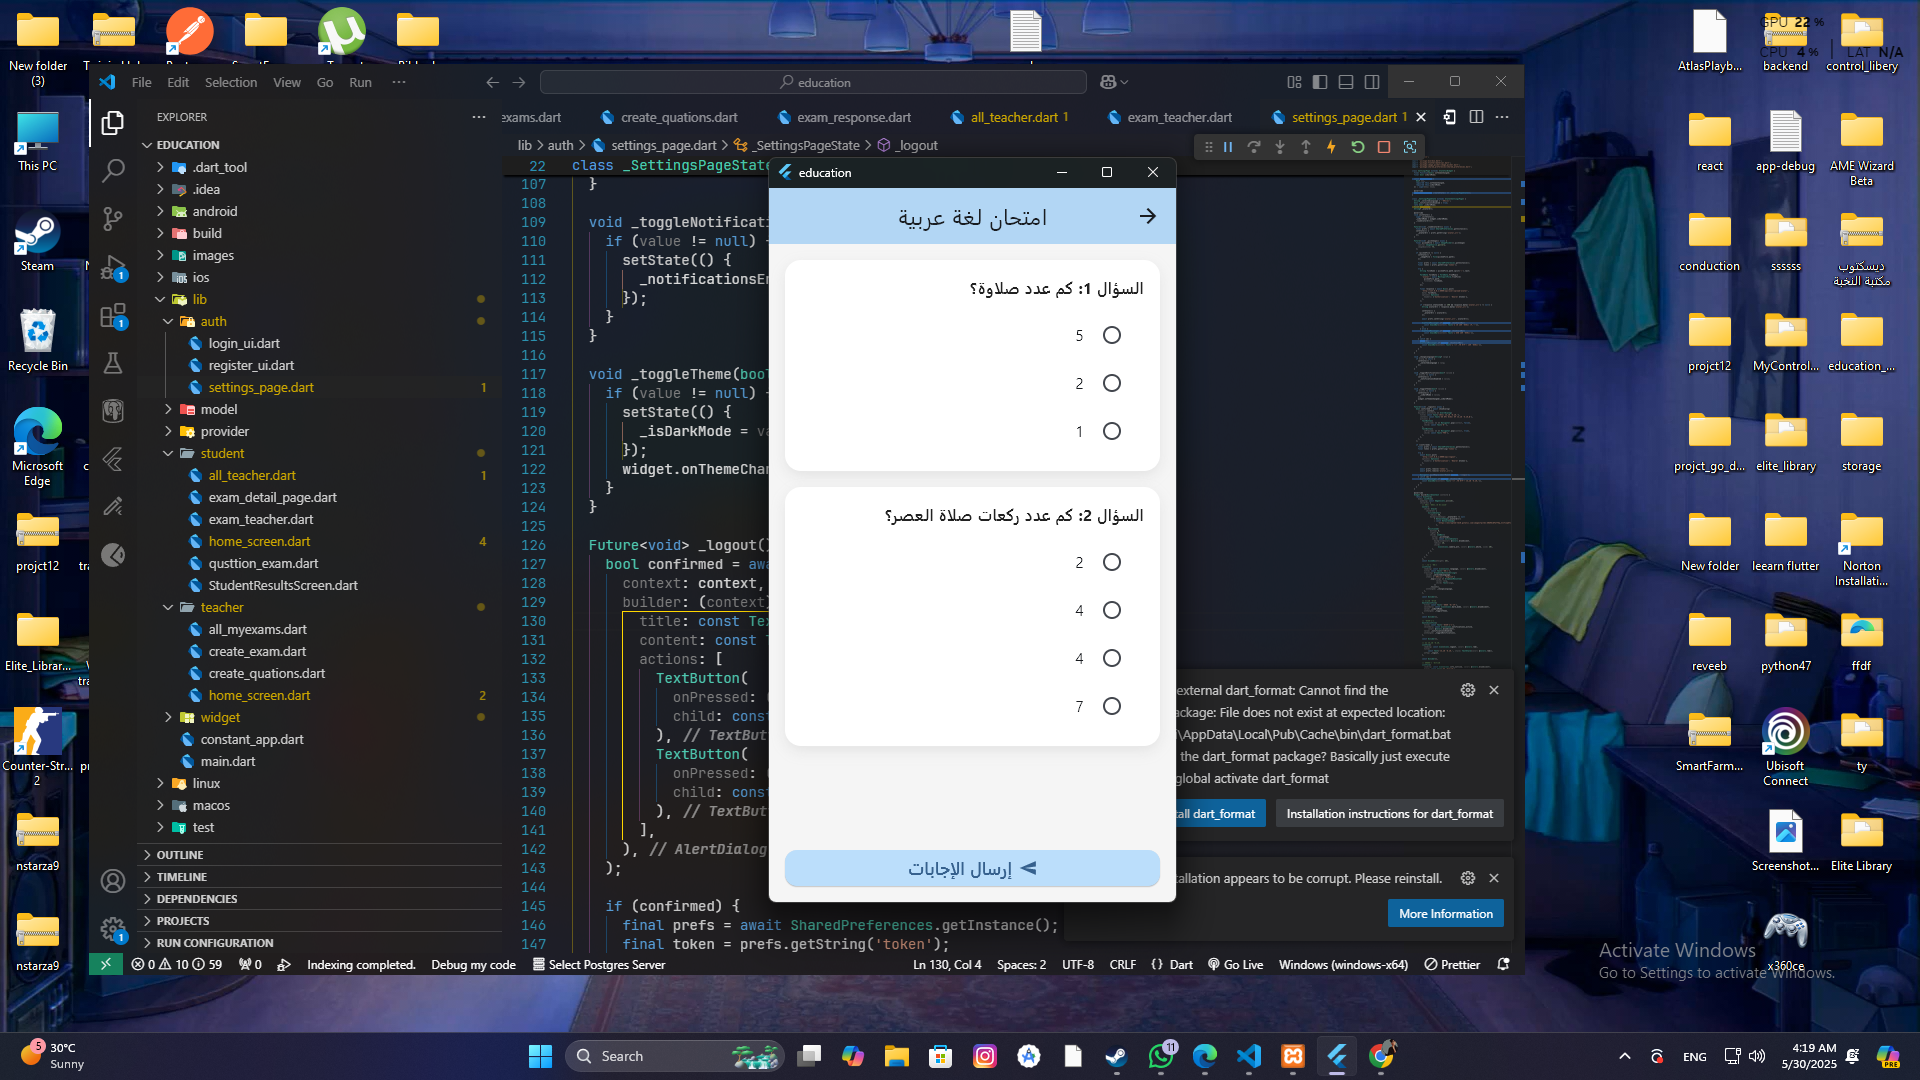 New folder
(3)
This PC
Steam
Recycle Bin
Microsoft
Edge
projct12
Elite_Librar...
Counter-Str...
2
nstarza9
nstarza9
File Edit Selection View Go Run ···
education
EXPLORER
EDUCATION
.dart_tool
.idea
android
build
images
ios
lib
auth
login_ui.dart
register_ui.dart
settings_page.dart 1
model
provider
student
all_teacher.dart 1
exam_detail_page.dart
exam_teacher.dart
home_screen.dart 4
qusttion_exam.dart
StudentResultsScreen.dart
teacher
all_myexams.dart
create_exam.dart
create_quations.dart
home_screen.dart 2
widget
constant_app.dart
main.dart
linux
macos
test
OUTLINE
TIMELINE
DEPENDENCIES
PROJECTS
RUN CONFIGURATION
exams.dart create_quations.dart exam_response.dart all_teacher.dart 1 exam_teacher.dart settings_page.dart 1
lib > auth > settings_page.dart > _SettingsPageState > _logout
22 class _SettingsPageState
107 }
108
109 void _toggleNotificati
110 if (value != null)
111 setState(() {
112 _notificationsEn
113 });
114 }
115 }
116
117 void _toggleTheme(bool
118 if (value != null)
119 setState(() {
120 _isDarkMode = va
121 });
122 widget.onThemeChan
123 }
124 }
125
126 Future<void> _logout()
127 bool confirmed = awa
128 context: context,
129 builder: (context)
130 title: const Tex
131 content: const
132 actions: [
133 TextButton(
134 onPressed:
135 child: const
136 ), // TextButt
137 TextButton(
138 onPressed:
139 child: const
140 ), // TextButt
141 ],
142 ), // AlertDialog
143 );
144
145 if (confirmed) {
146 final prefs = await SharedPreferences.getInstance();
147 final token = prefs.getString('token');
education
امتحان لغة عربية
السؤال 1: كم عدد صلاوة؟
5
2
1
السؤال 2: كم عدد ركعات صلاة العصر؟
2
4
4
7
إرسال الإجابات
external dart_format: Cannot find the
ackage: File does not exist at expected location:
\AppData\Local\Pub\Cache\bin\dart_format.bat
the dart_format package? Basically just execute
global activate dart_format
tall dart_format Installation instructions for dart_format
tallation appears to be corrupt. Please reinstall.
More Information
0 10 59 0 Indexing completed. Debug my code Select Postgres Server Ln 130, Col 4 Spaces: 2 UTF-8 CRLF {} Dart Go Live Windows (windows-x64) Prettier
GPU 22 %
CPU 4 % LAT N/A
AtlasPlayb... backend control_libery
react app-debug AME Wizard
Beta
conduction ssssss ديسكتوب
مكتبة النخبة
projct12 MyControl... education_...
projct_go_d... elite_library storage
New folder leearn flutter Norton
Installati...
reveeb python47 ffdf
SmartFarm... Ubisoft
Connect ty
Screenshot... Elite Library
x360ce
Activate Windows
Go to Settings to activate Windows.
5 30°C
Sunny
Search
11
ENG
4:19 AM
5/30/2025
PRE